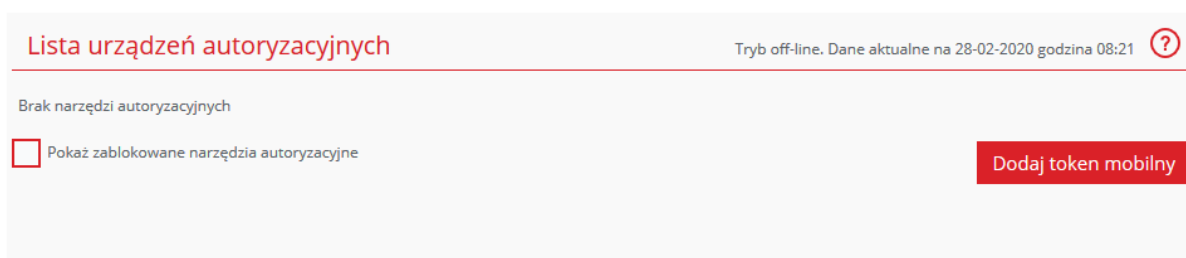 Lista urządzeń autoryzacyjnych
Tryb off-line. Dane aktualne na 28-02-2020 godzina 08:21 ?
Brak narzędzi autoryzacyjnych
Pokaż zablokowane narzędzia autoryzacyjne
Dodaj token mobilny